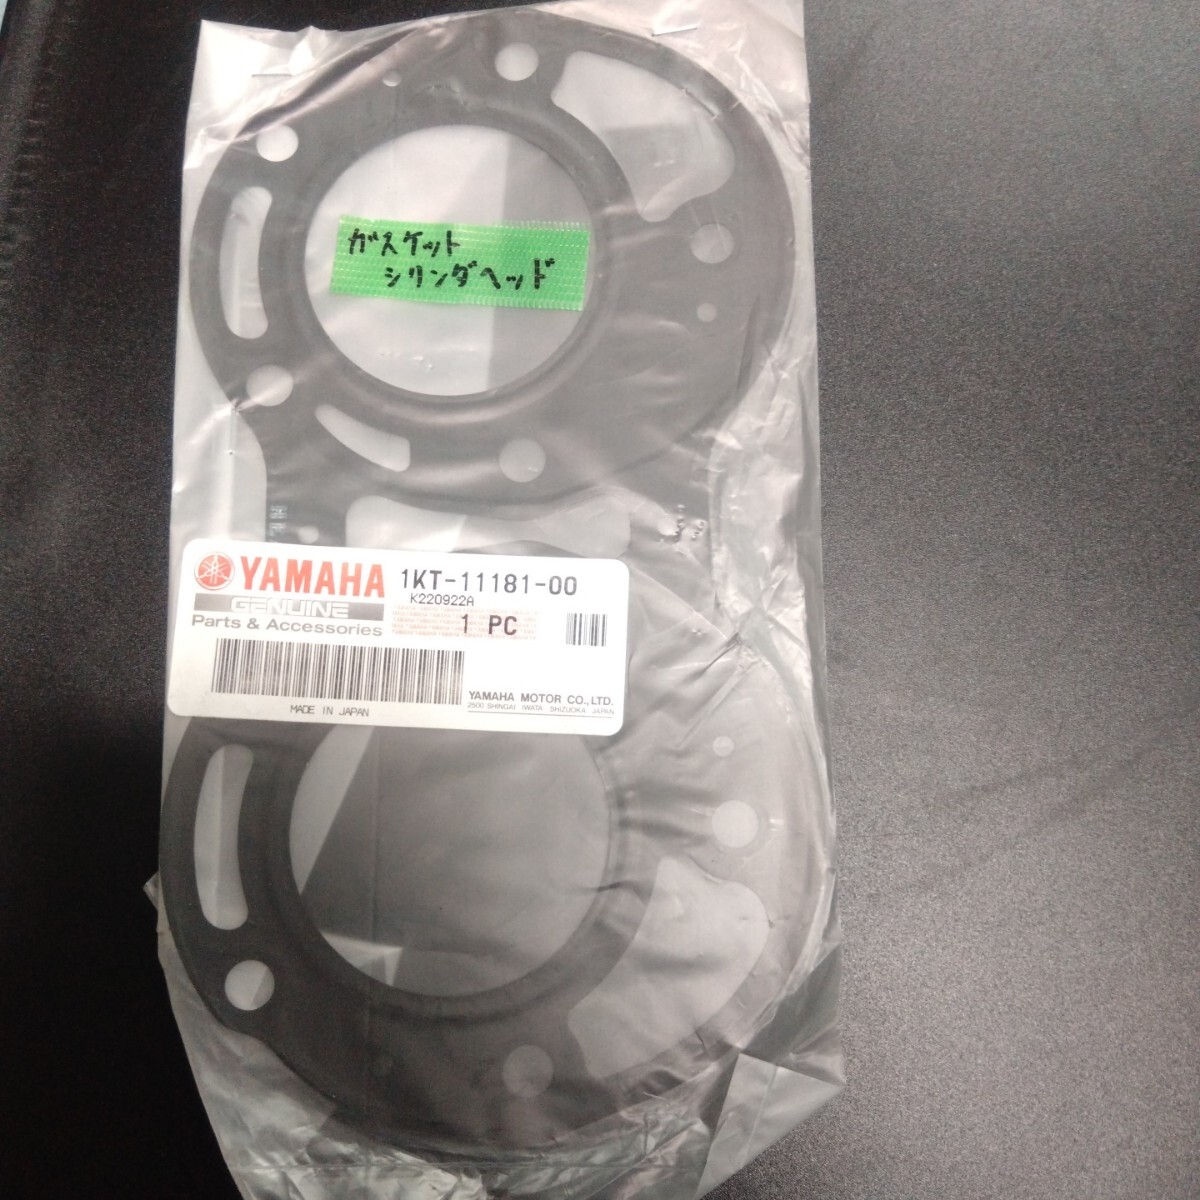 ガスケット
シリンダヘッド
YAMAHA
GENUINE
Parts & Accessories
1KT-11181-00
K220922A
1 PC
MADE IN JAPAN
YAMAHA MOTOR CO.,LTD.
2500 SHINGAI IWATA SHIZUOKA JAPAN